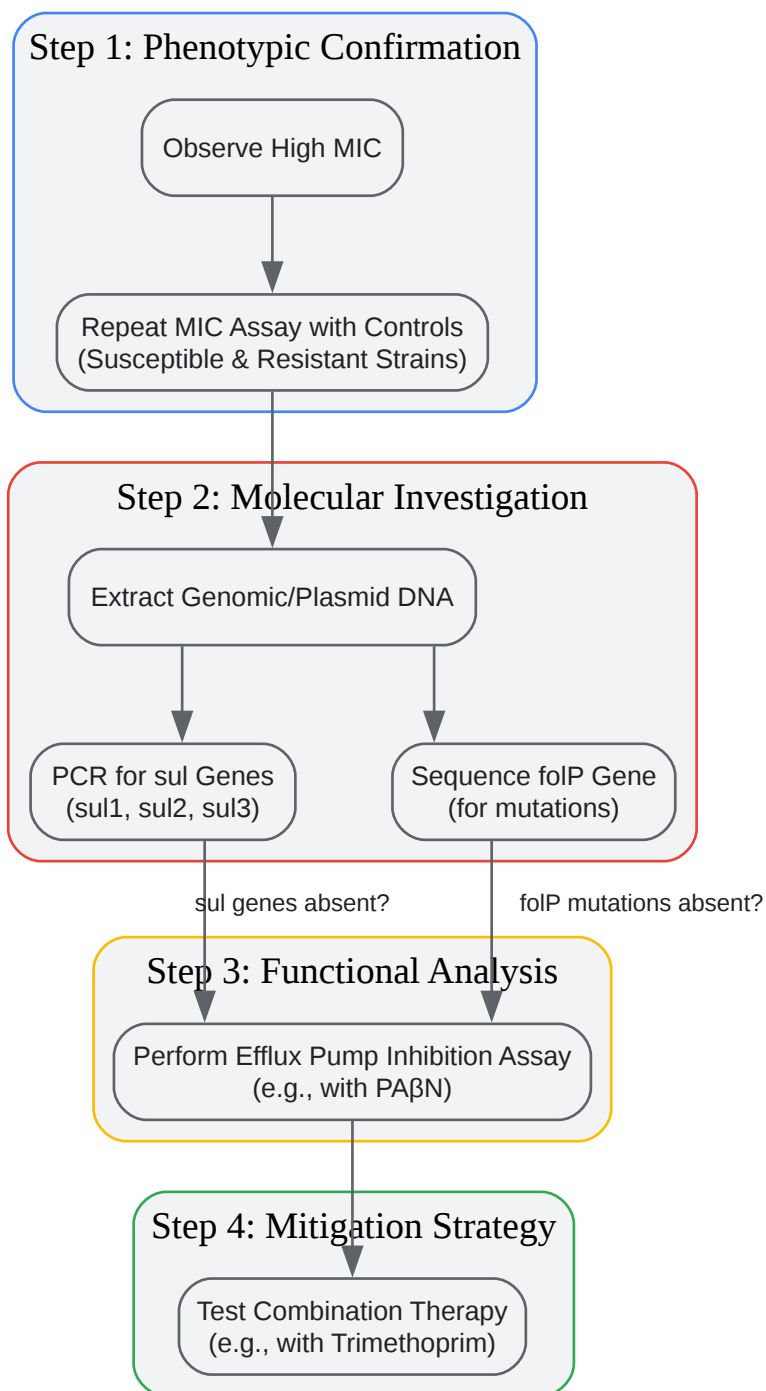 Step 1: Phenotypic Confirmation
Observe High MIC
Repeat MIC Assay with Controls
(Susceptible & Resistant Strains)
Step 2: Molecular Investigation
Extract Genomic/Plasmid DNA
PCR for sul Genes
(sul1, sul2, sul3)
Sequence folP Gene
(for mutations)
sul genes absent?
folP mutations absent?
Step 3: Functional Analysis
Perform Efflux Pump Inhibition Assay
(e.g., with PAβN)
Step 4: Mitigation Strategy
Test Combination Therapy
(e.g., with Trimethoprim)